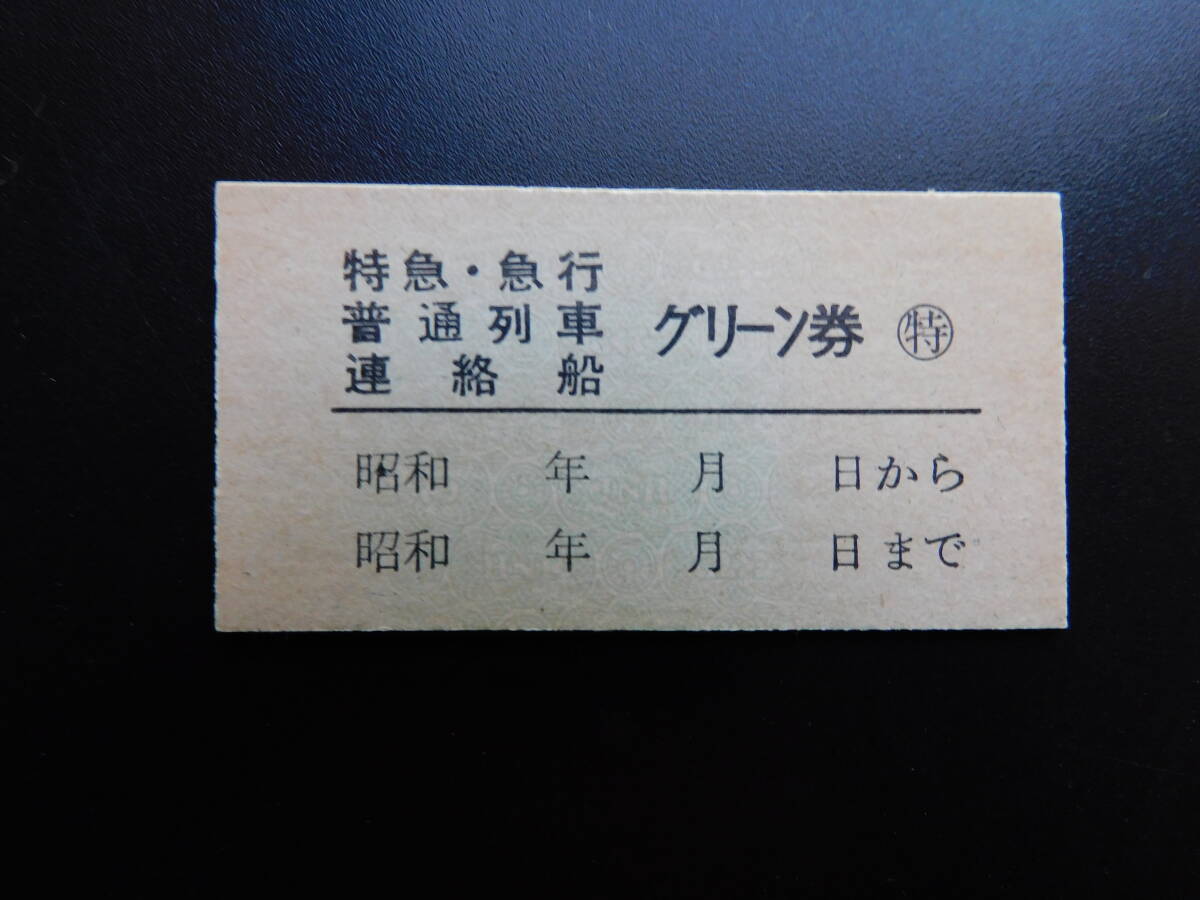 特急・急行
普通列車
連絡船
グリーン券 ㊕
昭和 年 月 日から
昭和 年 月 日まで